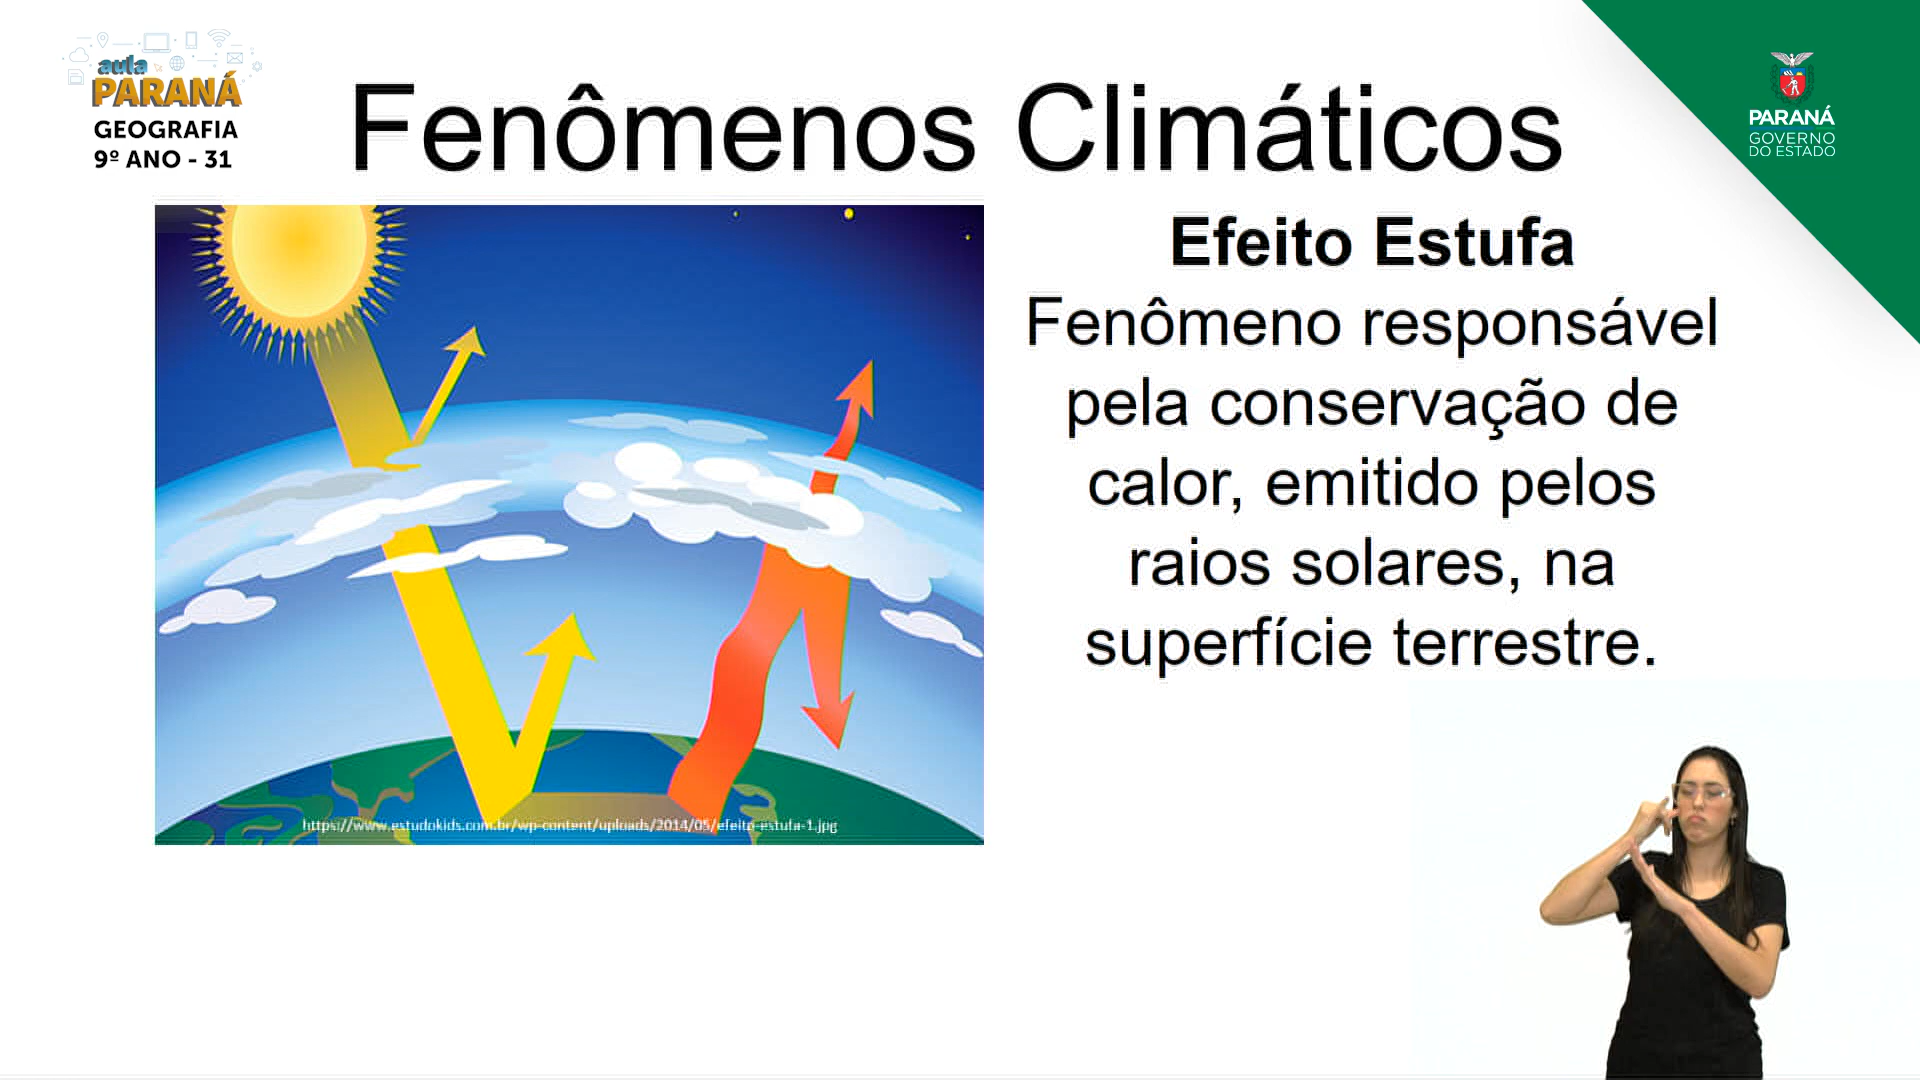 aula
PARANÁ
GEOGRAFIA
9º ANO - 31
Fenômenos Climáticos
PARANÁ
GOVERNO
DO ESTADO
Efeito Estufa
Fenômeno responsável
pela conservação de
calor, emitido pelos
raios solares, na
superfície terrestre.
https://www.estudokids.com.br/wp-content/uploads/2014/05/efeito-estufa-1.jpg